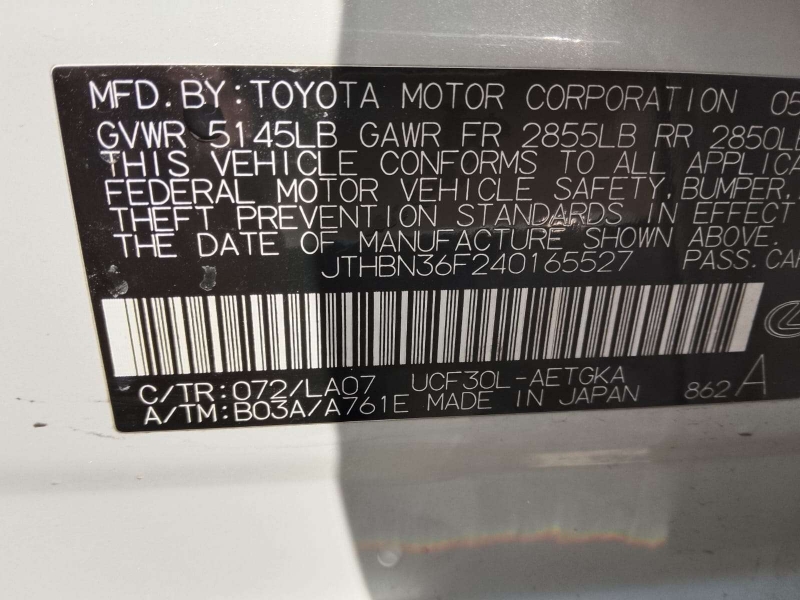 MFD.BY:TOYOTA MOTOR CORPORATION 05
GVWR 5145LB GAWR FR 2855LB RR 2850LB
THIS VEHICLE CONFORMS TO ALL APPLICA
FEDERAL MOTOR VEHICLE SAFETY,BUMPER,
THEFT PREVENTION STANDARDS IN EFFECT
THE DATE OF MANUFACTURE SHOWN ABOVE.
JTHBN36F240165527 PASS.CA
C/TR:072/LA07 UCF30L-AETGKA 862 A
A/TM:B03A/A761E MADE IN JAPAN